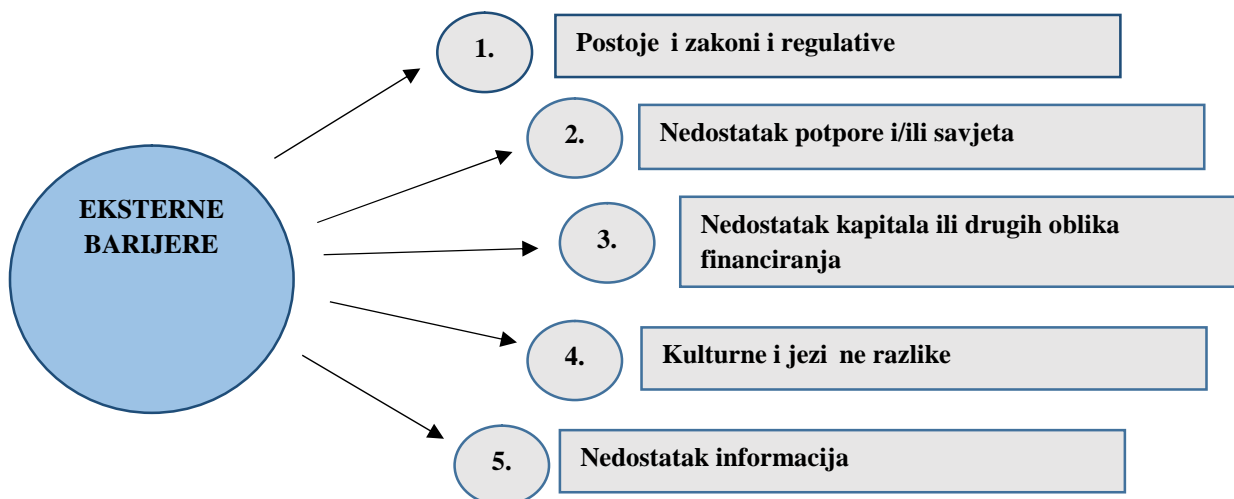 1.
Postoje i zakoni i regulative
2.
Nedostatak potpore i/ili savjeta
EKSTERNE
BARIJERE
3.
Nedostatak kapitala ili drugih oblika
financiranja
4.
Kulturne i jezi ne razlike
5.
Nedostatak informacija